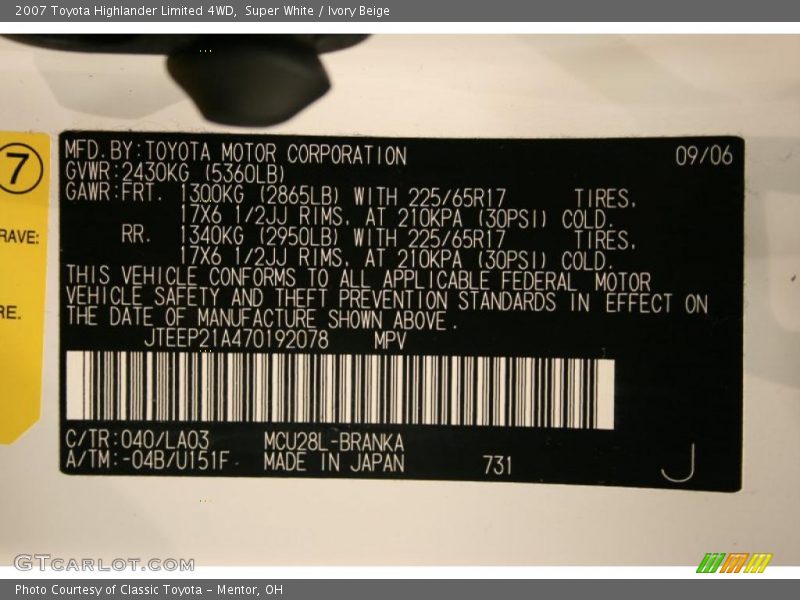 2007 Toyota Highlander Limited 4WD, Super White / Ivory Beige
7
RAVE:
RE.
MFD.BY:TOYOTA MOTOR CORPORATION 09/06
GVWR:2430KG (5360LB)
GAWR:FRT. 1300KG (2865LB) WITH 225/65R17 TIRES,
17X6 1/2JJ RIMS, AT 210KPA (30PSI) COLD.
RR. 1340KG (2950LB) WITH 225/65R17 TIRES,
17X6 1/2JJ RIMS, AT 210KPA (30PSI) COLD.
THIS VEHICLE CONFORMS TO ALL APPLICABLE FEDERAL MOTOR
VEHICLE SAFETY AND THEFT PREVENTION STANDARDS IN EFFECT ON
THE DATE OF MANUFACTURE SHOWN ABOVE.
JTEEP21A470192078 MPV
C/TR:040/LA03 MCU28L-BRANKA
A/TM:-04B/U151F MADE IN JAPAN 731 J
GTCARLOT.COM
Photo Courtesy of Classic Toyota - Mentor, OH